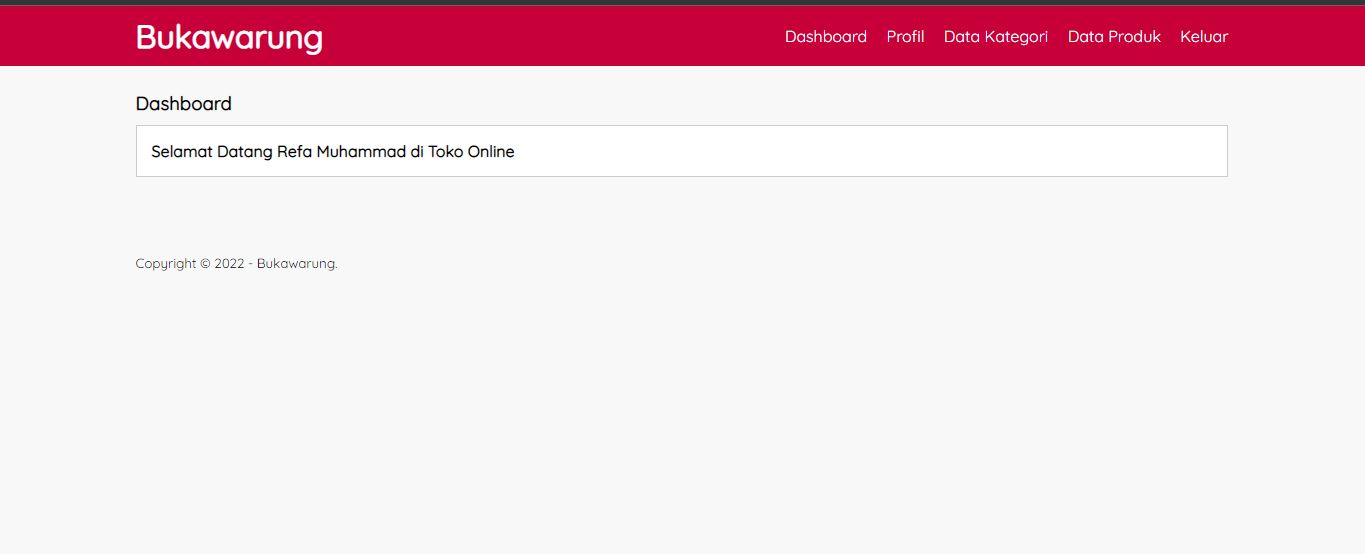 Bukawarung
Dashboard Profil Data Kategori Data Produk Keluar
Dashboard
Selamat Datang Refa Muhammad di Toko Online
Copyright © 2022 - Bukawarung.